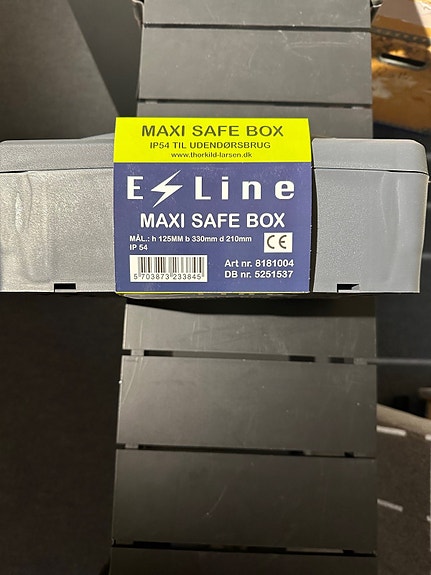 MAXI SAFE BOX
IP54 TIL UDENDØRSBRUG
www.thorkild-larsen.dk
E Line
MAXI SAFE BOX
MÅL.: h 125MM b 330mm d 210mm
IP 54
CE
5 703873 233845
Art nr. 8181004
DB nr. 5251537